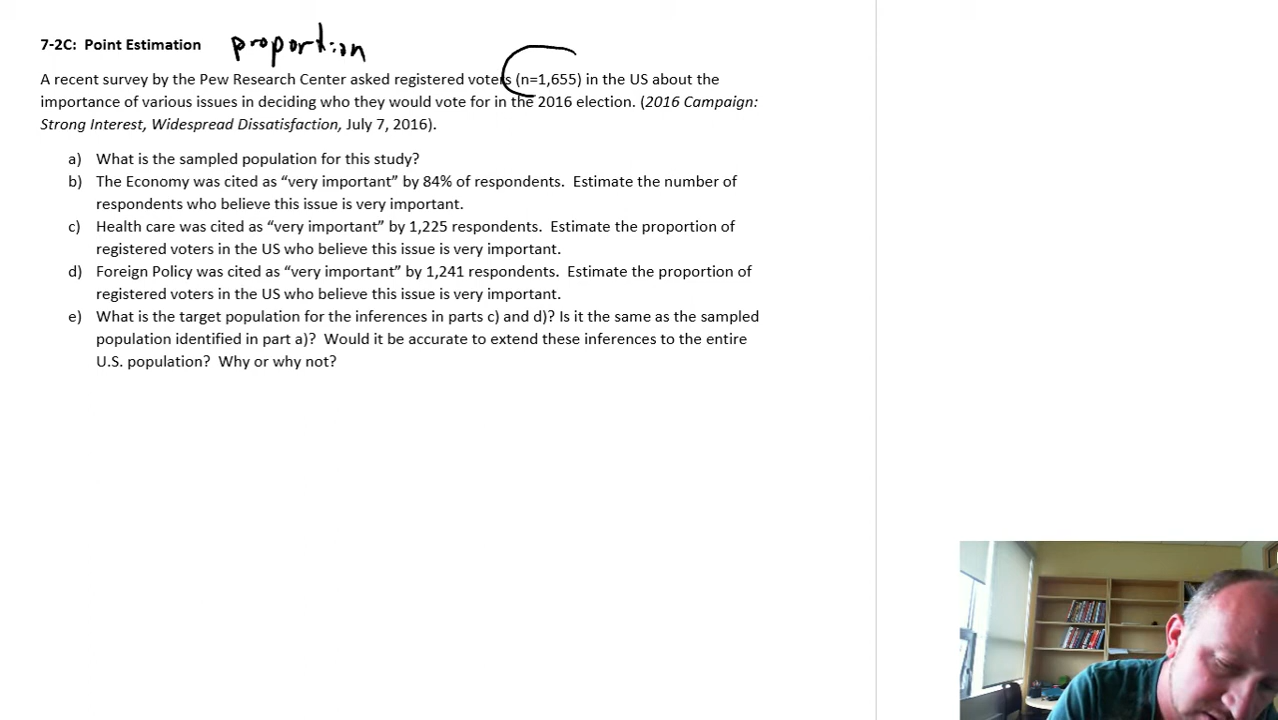 7-2C: Point Estimation proportion
A recent survey by the Pew Research Center asked registered voters (n=1,655) in the US about the
importance of various issues in deciding who they would vote for in the 2016 election. (2016 Campaign:
Strong Interest, Widespread Dissatisfaction, July 7, 2016).
a) What is the sampled population for this study?
b) The Economy was cited as “very important” by 84% of respondents. Estimate the number of
respondents who believe this issue is very important.
c) Health care was cited as “very important” by 1,225 respondents. Estimate the proportion of
registered voters in the US who believe this issue is very important.
d) Foreign Policy was cited as “very important” by 1,241 respondents. Estimate the proportion of
registered voters in the US who believe this issue is very important.
e) What is the target population for the inferences in parts c) and d)? Is it the same as the sampled
population identified in part a)? Would it be accurate to extend these inferences to the entire
U.S. population? Why or why not?